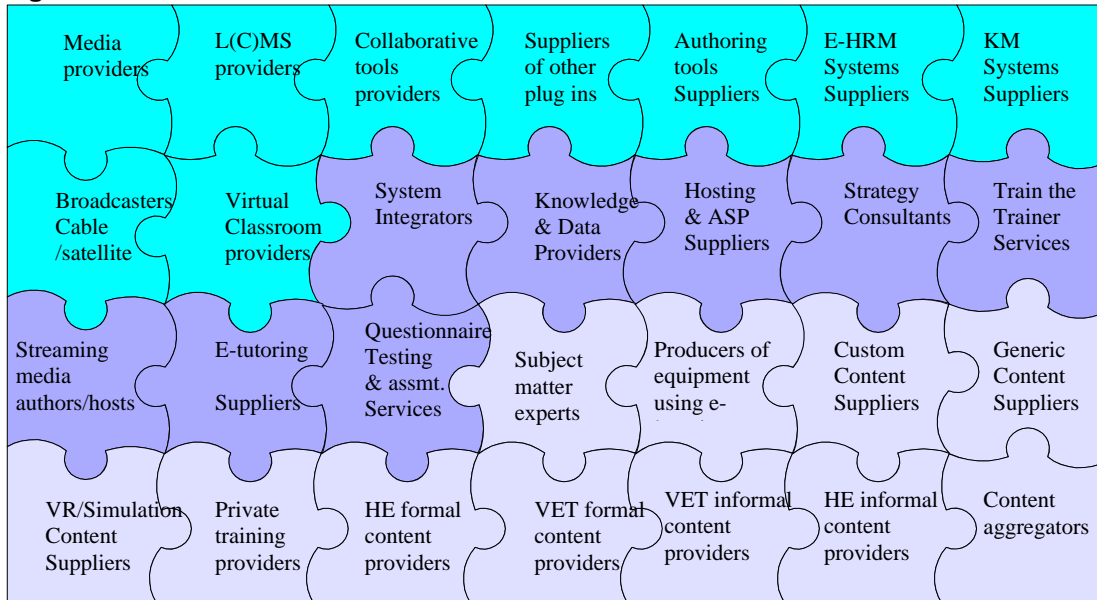 Media
providers
L(C)MS
providers
Collaborative
tools
providers
Suppliers
of other
plug ins
Authoring
tools
Suppliers
E-HRM
Systems
Suppliers
KM
Systems
Suppliers
Broadcasters
Cable
/satellite
Virtual
Classroom
providers
System
Integrators
Knowledge
& Data
Providers
Hosting
& ASP
Suppliers
Strategy
Consultants
Train the
Trainer
Services
Streaming
media
authors/hosts
E-tutoring
Suppliers
Questionnaire
Testing
& assmt.
Services
Subject
matter
experts
Producers of
equipment
using e-
Custom
Content
Suppliers
Generic
Content
Suppliers
VR/Simulation
Content
Suppliers
Private
training
providers
HE formal
content
providers
VET formal
content
providers
VET informal
content
providers
HE informal
content
providers
Content
aggregators